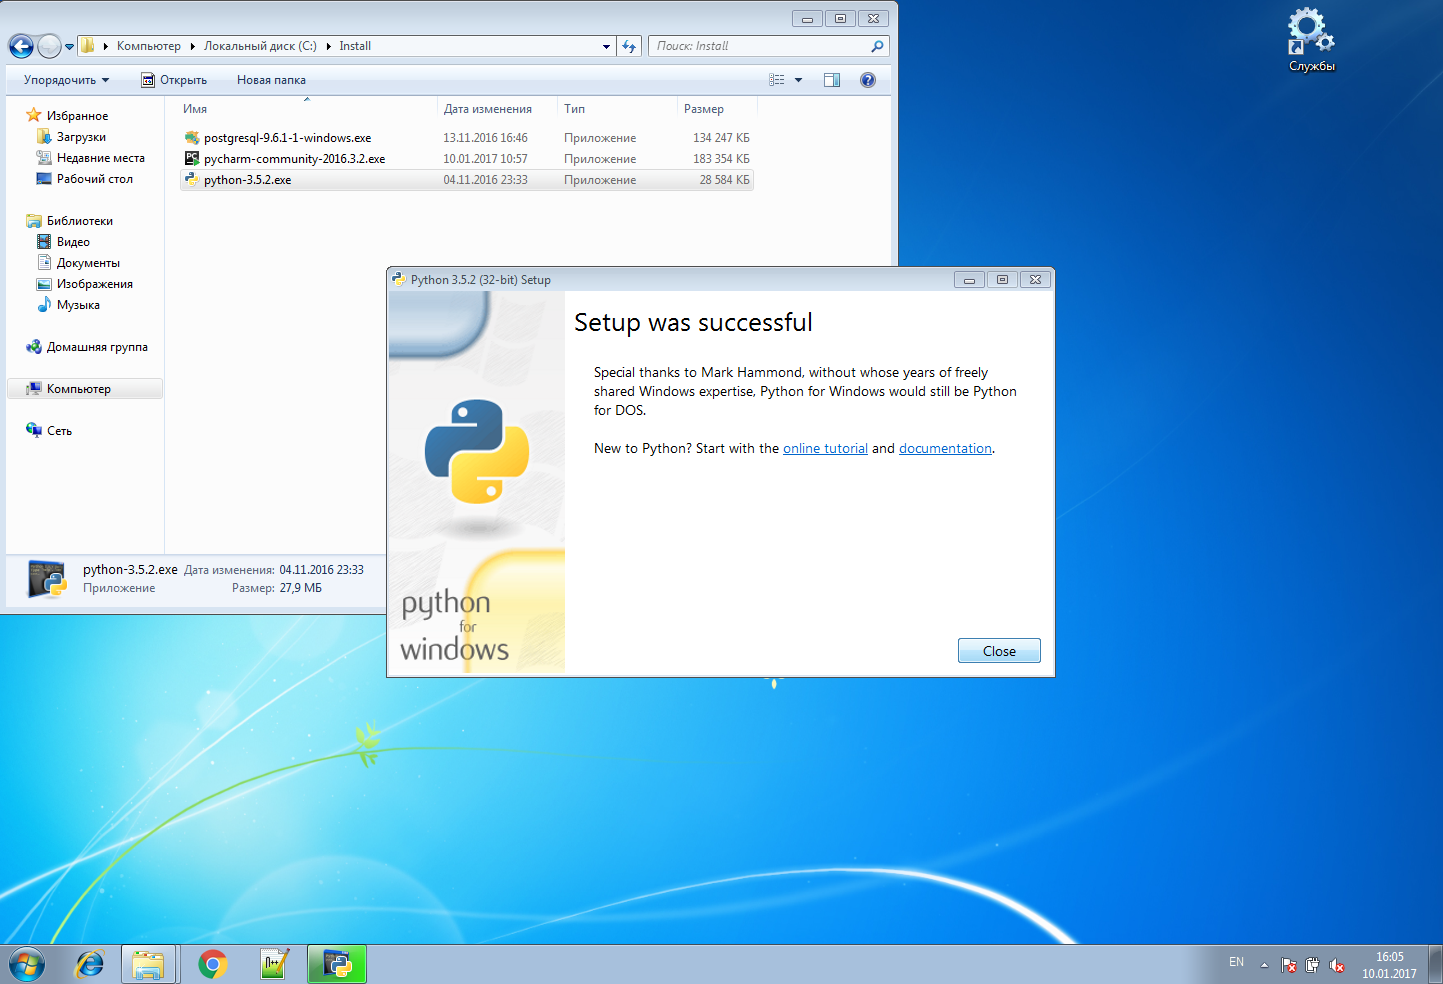 Компьютер Локальный диск (C:) Install
Поиск: Install
Упорядочить Открыть Новая папка
Имя Дата изменения Тип Размер
Избранное
Загрузки
Недавние места
Рабочий стол
Библиотеки
Видео
Документы
Изображения
Музыка
Домашняя группа
Компьютер
Сеть
postgresql-9.6.1-1-windows.exe 13.11.2016 16:46 Приложение 134 247 КБ
pycharm-community-2016.3.2.exe 10.01.2017 10:57 Приложение 183 354 КБ
python-3.5.2.exe 04.11.2016 23:33 Приложение 28 584 КБ
python-3.5.2.exe Дата изменения: 04.11.2016 23:33
Приложение Размер: 27,9 МБ
Python 3.5.2 (32-bit) Setup
Setup was successful
Special thanks to Mark Hammond, without whose years of freely
shared Windows expertise, Python for Windows would still be Python
for DOS.
New to Python? Start with the online tutorial and documentation.
python
for
windows
Close
Службы
EN
16:05
10.01.2017